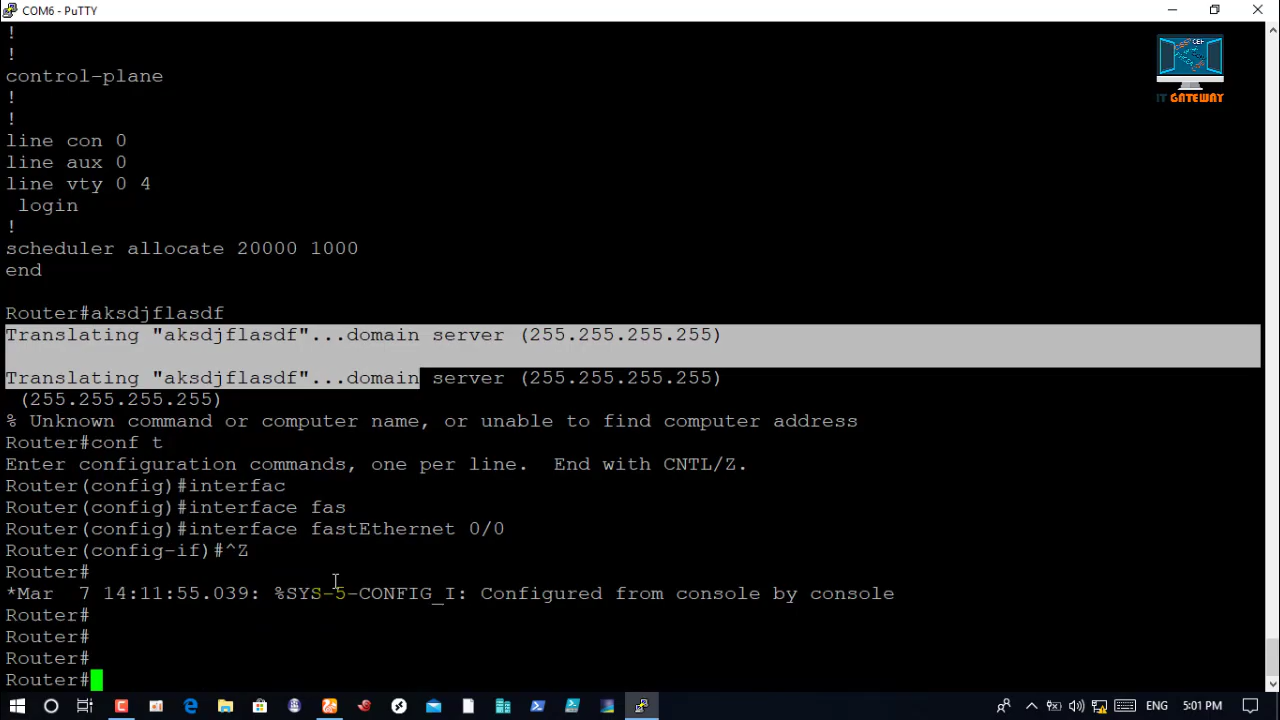 COM6 - PuTTY
!
!
control-plane
!
!
line con 0
line aux 0
line vty 0 4
 login
!
scheduler allocate 20000 1000
end
Router#aksdjflasdf
Translating "aksdjflasdf"...domain server (255.255.255.255)
Translating "aksdjflasdf"...domain server (255.255.255.255)
 (255.255.255.255)
% Unknown command or computer name, or unable to find computer address
Router#conf t
Enter configuration commands, one per line.  End with CNTL/Z.
Router(config)#interfac
Router(config)#interface fas
Router(config)#interface fastEthernet 0/0
Router(config-if)#^Z
Router#
*Mar  7 14:11:55.039: %SYS-5-CONFIG_I: Configured from console by console
Router#
Router#
Router#
Router#
IT GATEWAY
ENG 5:01 PM